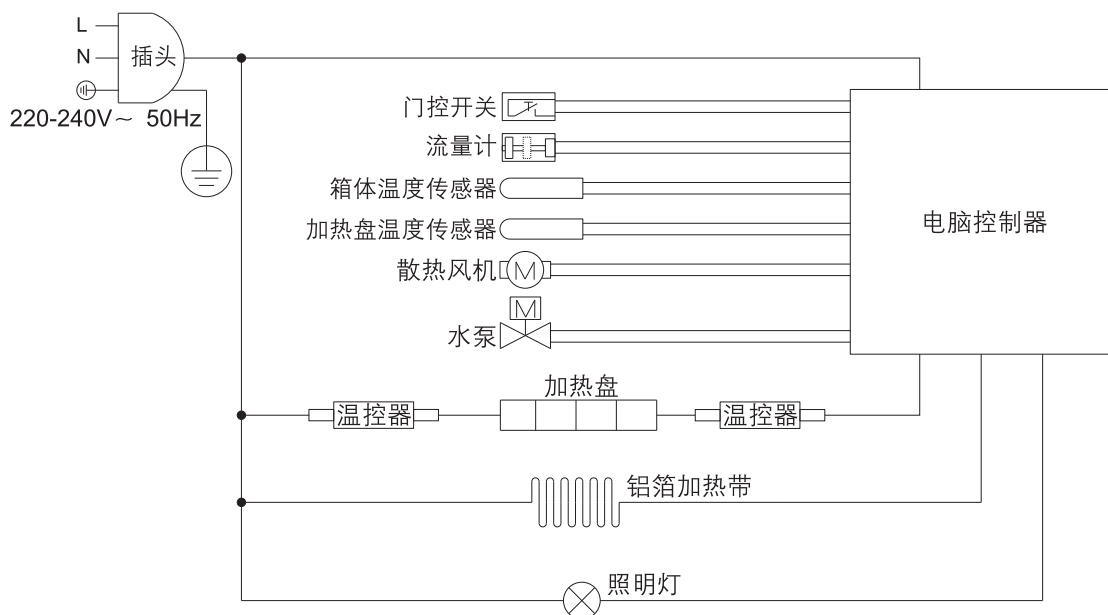 L
N
插头
220-240V～ 50Hz
门控开关
流量计
箱体温度传感器
加热盘温度传感器
电脑控制器
散热风机
M
M
水泵
加热盘
温控器
温控器
铝箔加热带
照明灯